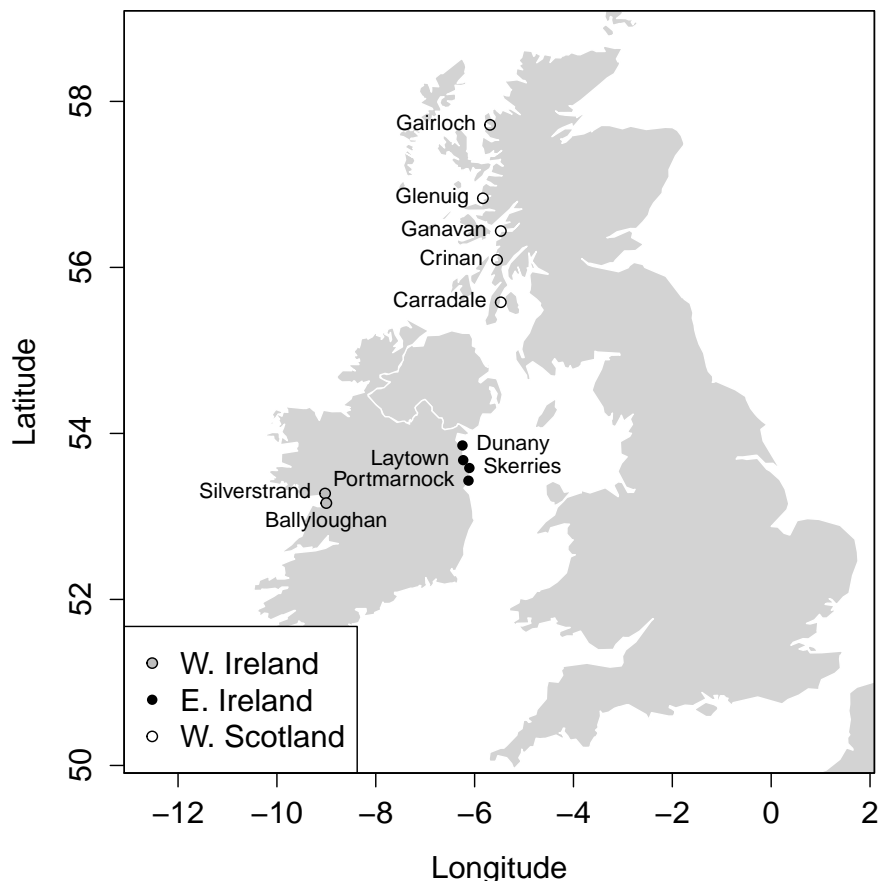 58
Gairloch
Glenuig
Ganavan
56
Crinan
Carradale
Latitude
54
Dunany
Laytown
Skerries
Portmarnock
Silverstrand
Ballyloughan
52
W. Ireland
E. Ireland
W. Scotland
50
−12 −10 −8 −6 −4 −2 0 2
Longitude